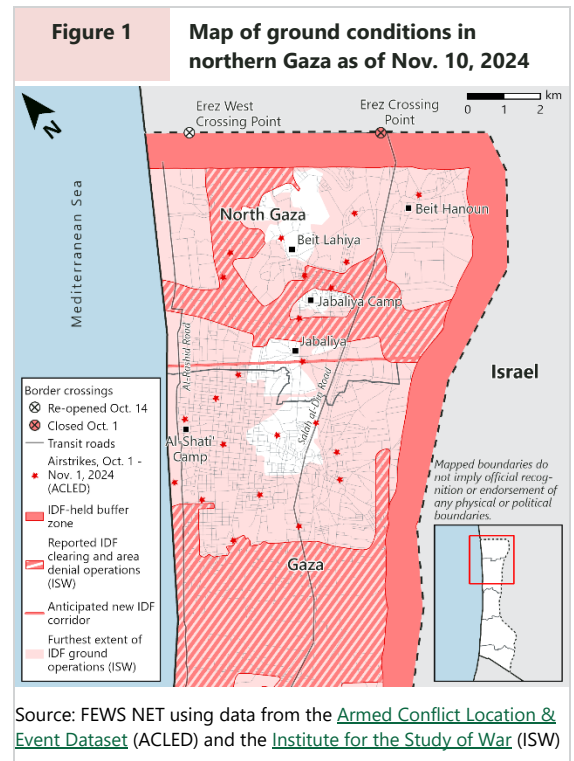 Figure 1
Map of ground conditions in
northern Gaza as of Nov. 10, 2024
km
0 1 2
N
Erez West
Crossing Point
Erez Crossing
Point
Mediterranean Sea
North Gaza
Beit Hanoun
Beit Lahiya
Jabaliya Camp
Jabaliya
Al-Rashid Road
Salah al-Din Road
Israel
Al-Shati'
Camp
Gaza
Border crossings
Re-opened Oct. 14
Closed Oct. 1
Transit roads
Airstrikes, Oct. 1 -
Nov. 1, 2024
(ACLED)
IDF-held buffer
zone
Reported IDF
clearing and area
denial operations
(ISW)
Anticipated new IDF
corridor
Furthest extent of
IDF ground
operations (ISW)
Mapped boundaries do
not imply official recog-
nition or endorsement of
any physical or political
boundaries.
Source: FEWS NET using data from the Armed Conflict Location &
Event Dataset (ACLED) and the Institute for the Study of War (ISW)